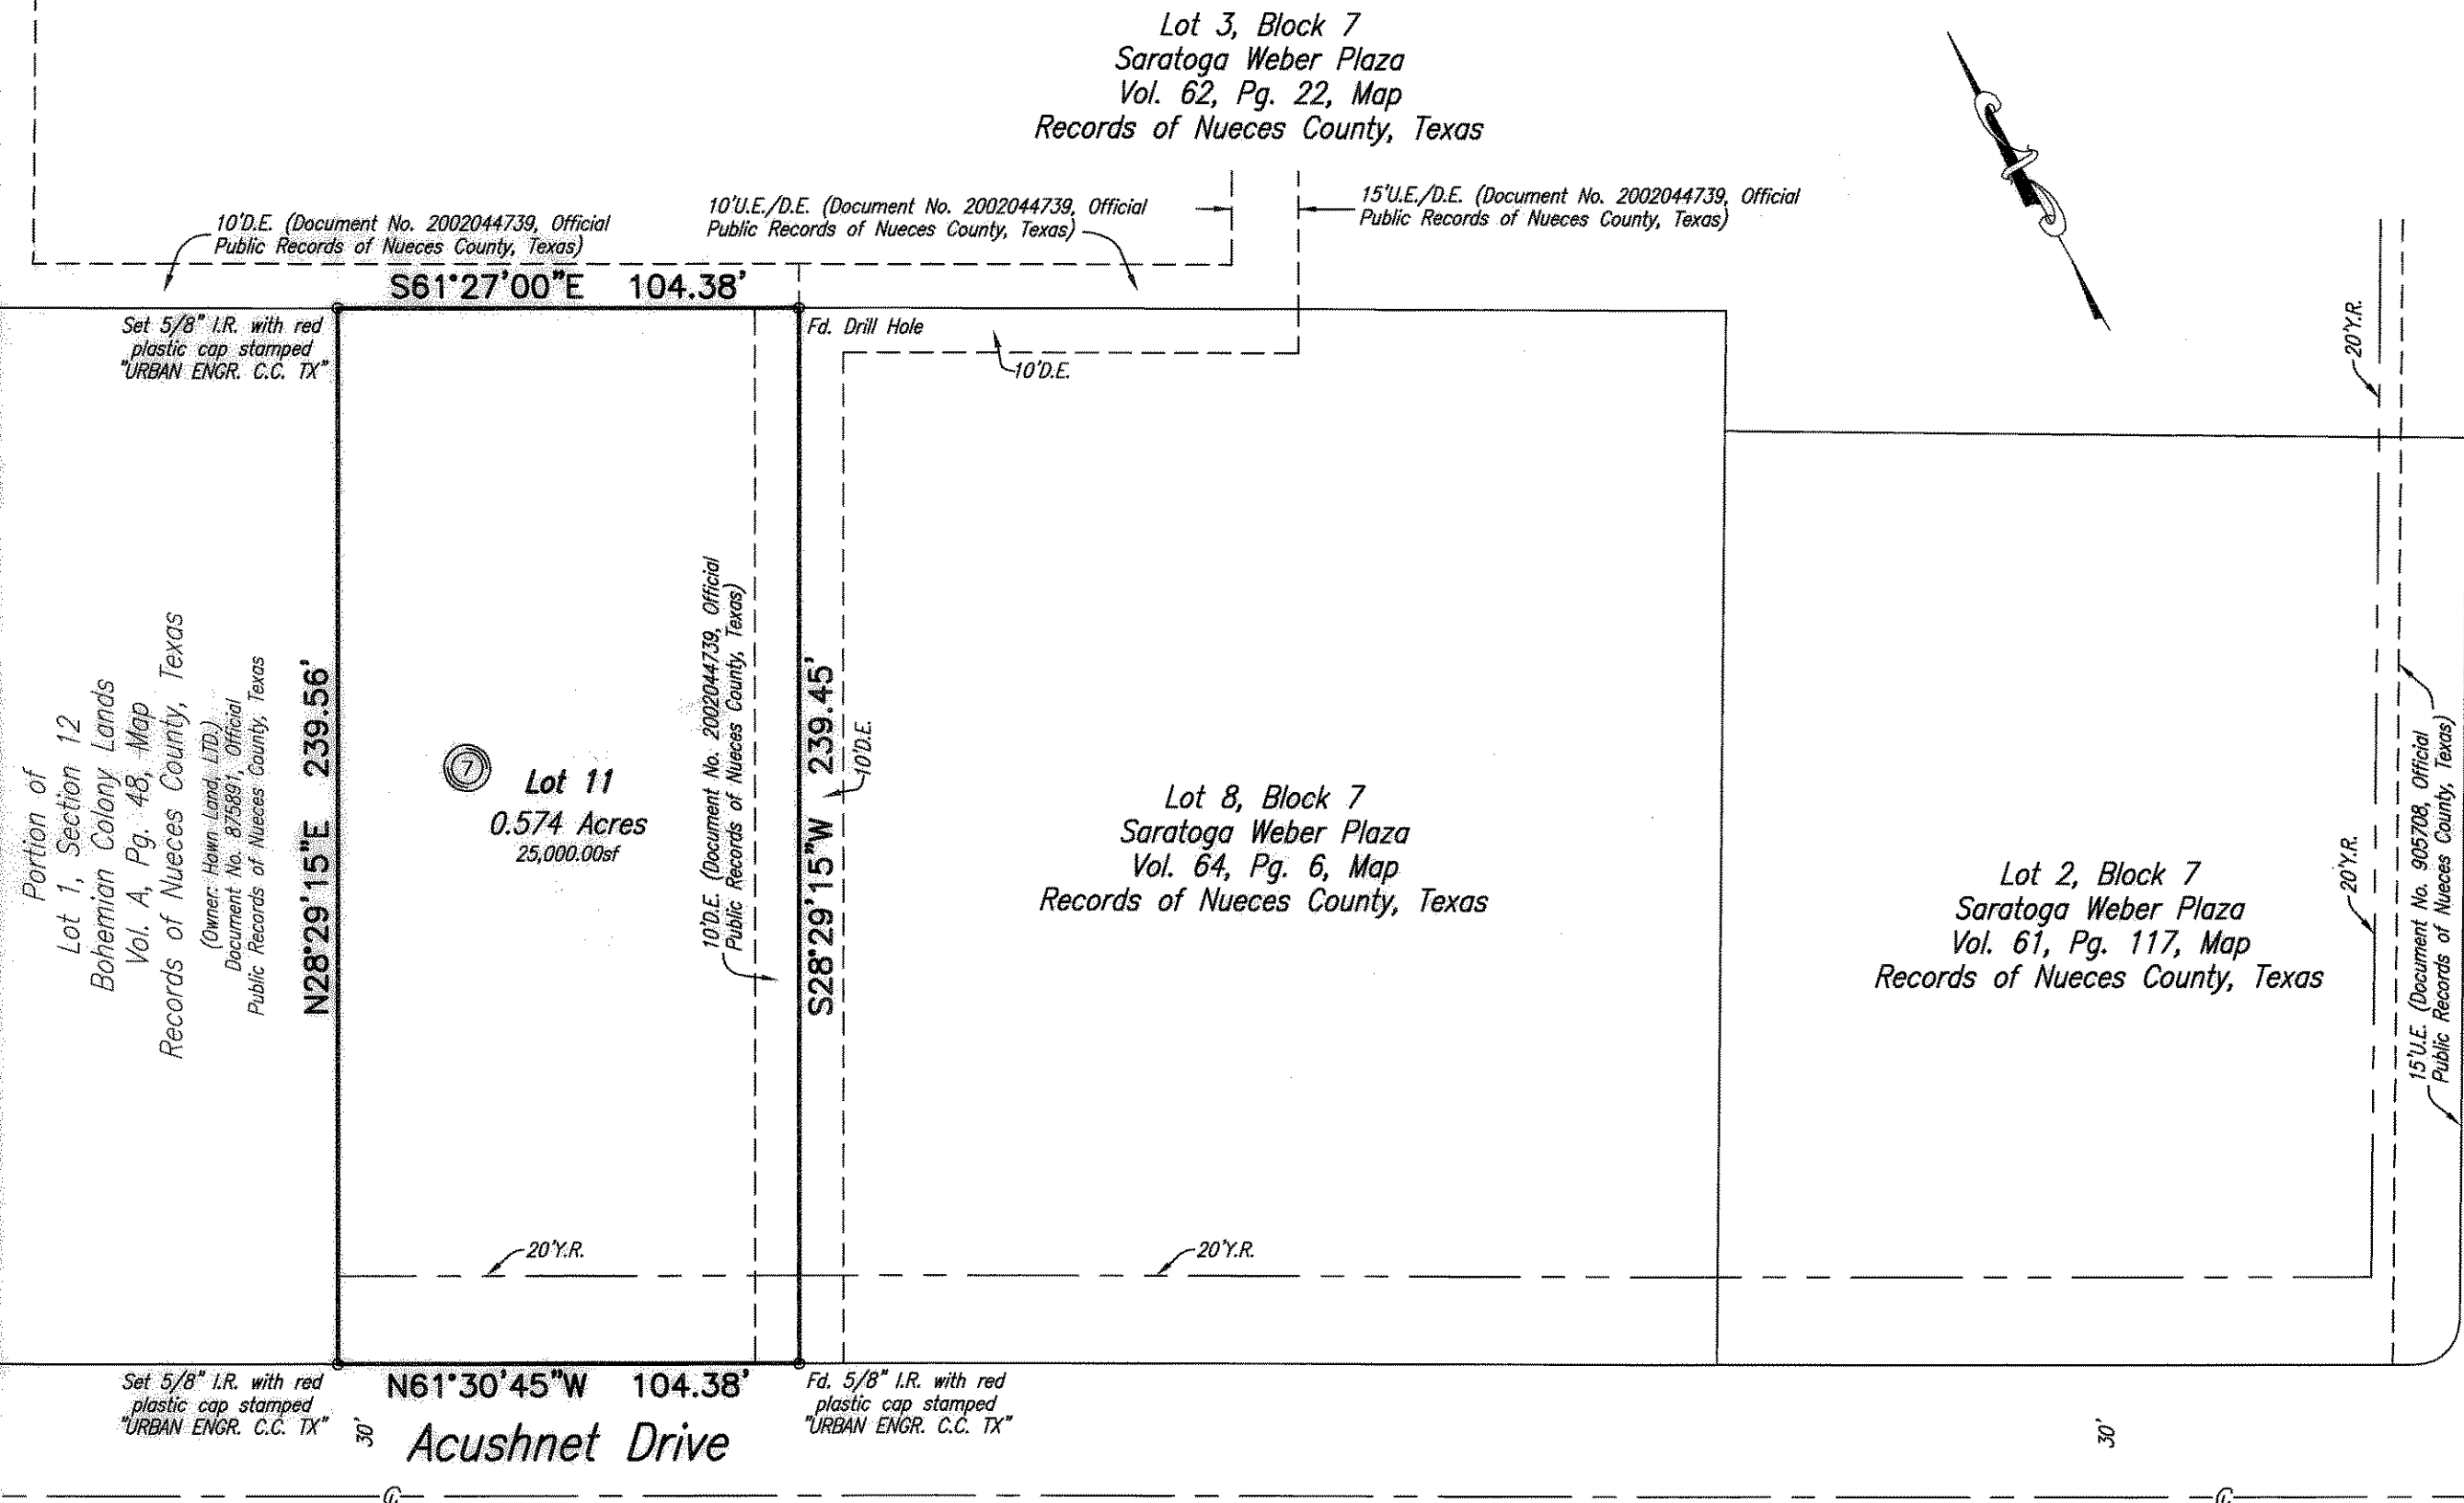 Lot 3, Block 7
Saratoga Weber Plaza
Vol. 62, Pg. 22, Map
Records of Nueces County, Texas
10'D.E. (Document No. 2002044739, Official
Public Records of Nueces County, Texas)
10'U.E./D.E. (Document No. 2002044739, Official
Public Records of Nueces County, Texas)
15'U.E./D.E. (Document No. 2002044739, Official
Public Records of Nueces County, Texas)
S61°27'00"E 104.38'
Set 5/8" I.R. with red
plastic cap stamped
"URBAN ENGR. C.C. TX"
Fd. Drill Hole
10'D.E.
20'Y.R.
Portion of
Lot 1, Section 12
Bohemian Colony Lands
Vol. A, Pg. 48, Map
Records of Nueces County, Texas
(Owner: Hawn Land, LTD.)
Document No. 875891, Official
Public Records of Nueces County, Texas
N28°29'15"E 239.56'
7
Lot 11
0.574 Acres
25,000.00sf
10'D.E. (Document No. 2002044739, Official
Public Records of Nueces County, Texas)
S28°29'15"W 239.45'
10'D.E.
Lot 8, Block 7
Saratoga Weber Plaza
Vol. 64, Pg. 6, Map
Records of Nueces County, Texas
Lot 2, Block 7
Saratoga Weber Plaza
Vol. 61, Pg. 117, Map
Records of Nueces County, Texas
20'Y.R.
15'U.E. (Document No. 905708, Official
Public Records of Nueces County, Texas)
20'Y.R.
20'Y.R.
Set 5/8" I.R. with red
plastic cap stamped
"URBAN ENGR. C.C. TX"
N61°30'45"W 104.38'
Fd. 5/8" I.R. with red
plastic cap stamped
"URBAN ENGR. C.C. TX"
30'
Acushnet Drive
30'